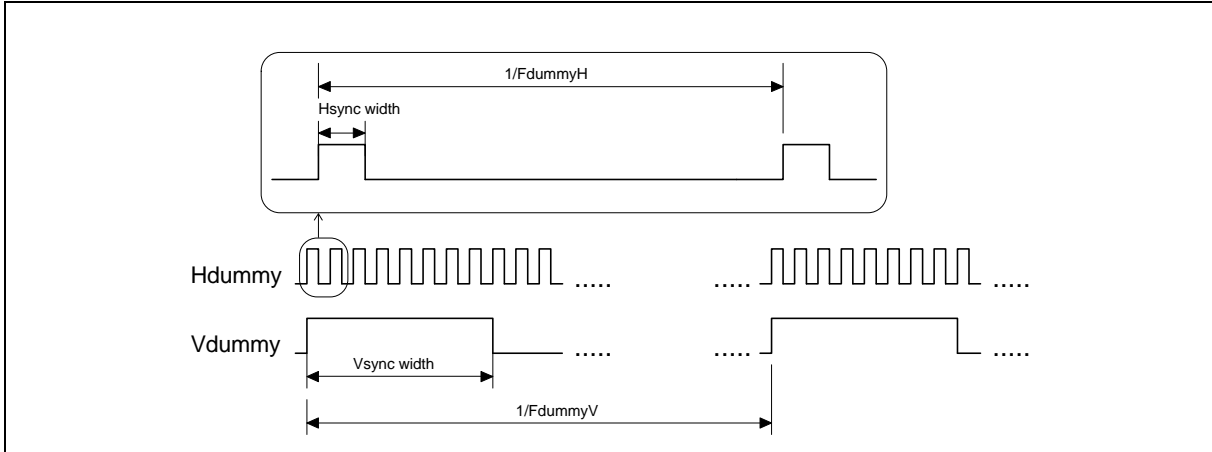 1/FdummyH
Hsync width
Hdummy ..... ..... .....
Vdummy ..... ..... .....
Vsync width
1/FdummyV